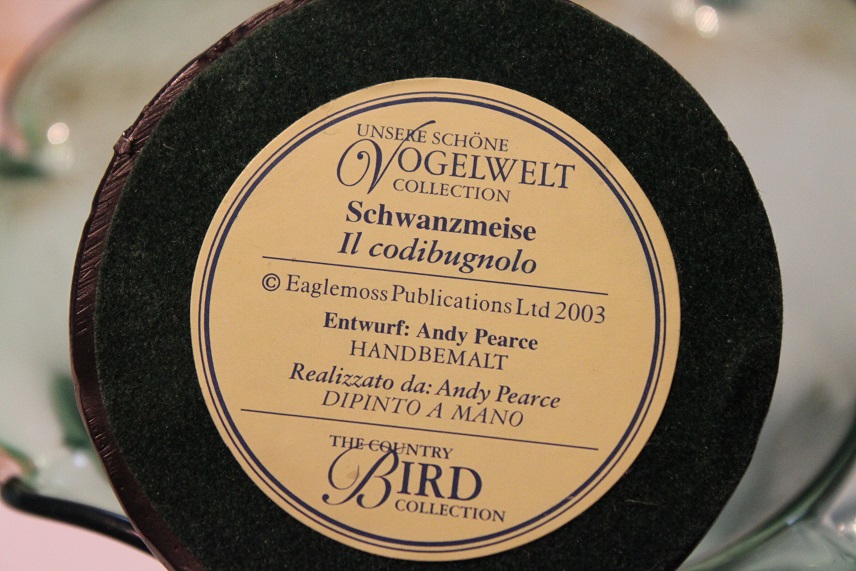 UNSERE SCHÖNE
VOGELWELT
COLLECTION
Schwanzmeise
Il codibugnolo
© Eaglemoss Publications Ltd 2003
Entwurf: Andy Pearce
HANDBEMALT
Realizzato da: Andy Pearce
DIPINTO A MANO
THE COUNTRY
BIRD
COLLECTION